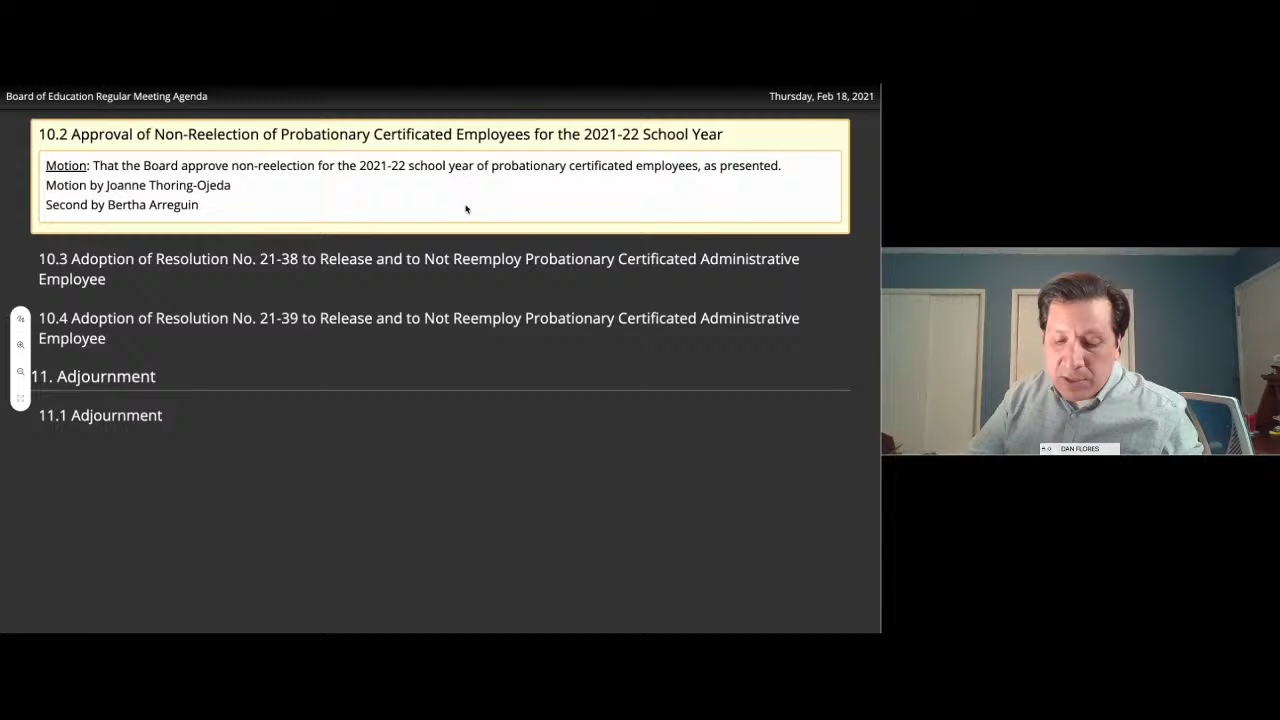 Board of Education Regular Meeting Agenda
Thursday, Feb 18, 2021
10.2 Approval of Non-Reelection of Probationary Certificated Employees for the 2021-22 School Year
Motion: That the Board approve non-reelection for the 2021-22 school year of probationary certificated employees, as presented.
Motion by Joanne Thoring-Ojeda
Second by Bertha Arreguin
10.3 Adoption of Resolution No. 21-38 to Release and to Not Reemploy Probationary Certificated Administrative
Employee
10.4 Adoption of Resolution No. 21-39 to Release and to Not Reemploy Probationary Certificated Administrative
Employee
11. Adjournment
11.1 Adjournment
DAN FLORES